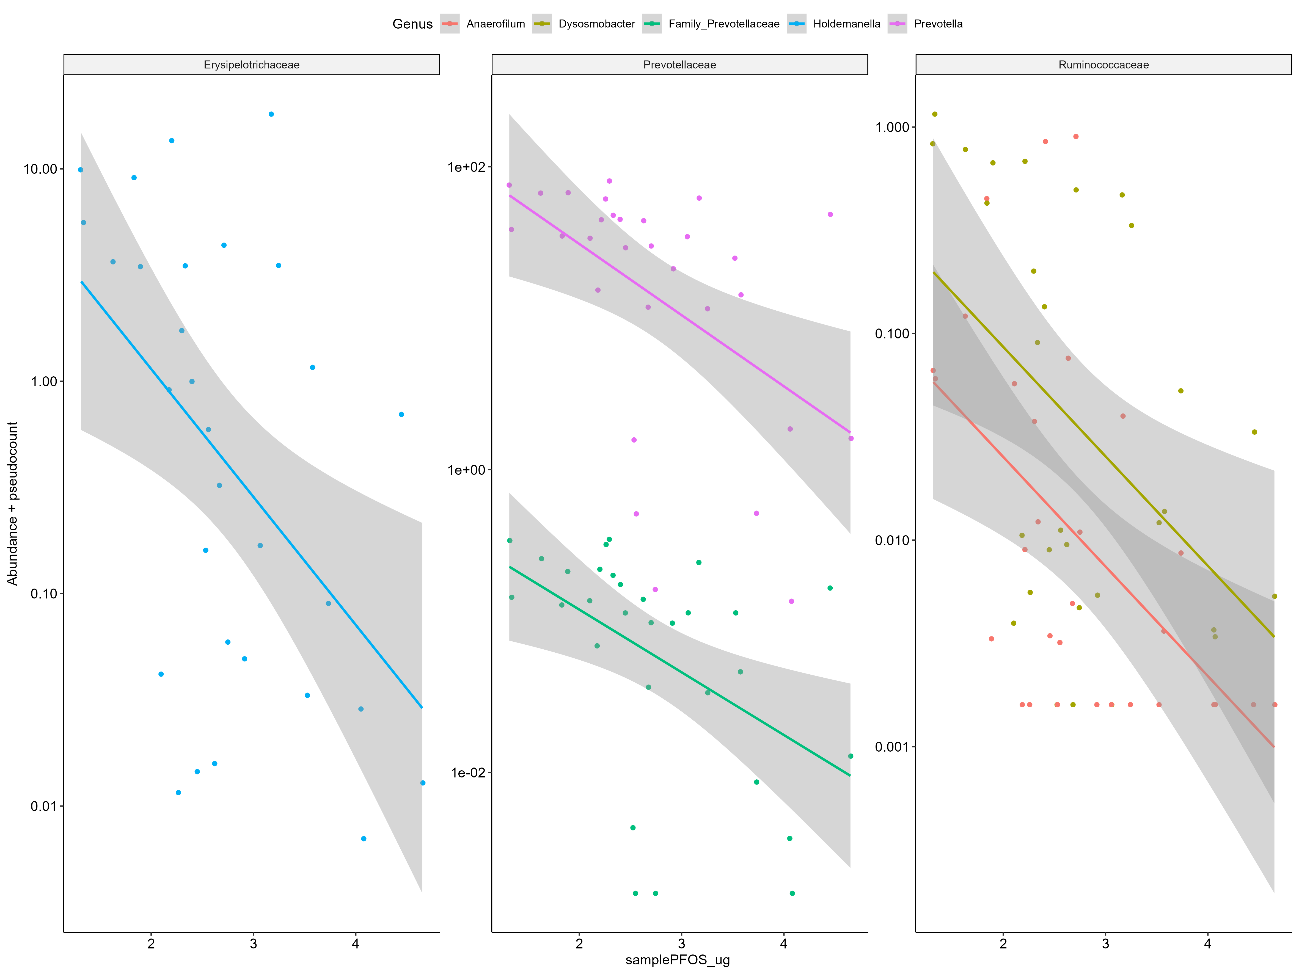 Genus Anaerofilum Dysosmobacter Family_Prevotellaceae Holdemanella Prevotella
Erysipelotrichaceae
Prevotellaceae
Ruminococcaceae
Abundance + pseudocount
10.00
1.00
0.10
0.01
1e+02
1e+00
1e-02
1.000
0.100
0.010
0.001
2 3 4
2 3 4
2 3 4
samplePFOS_ug